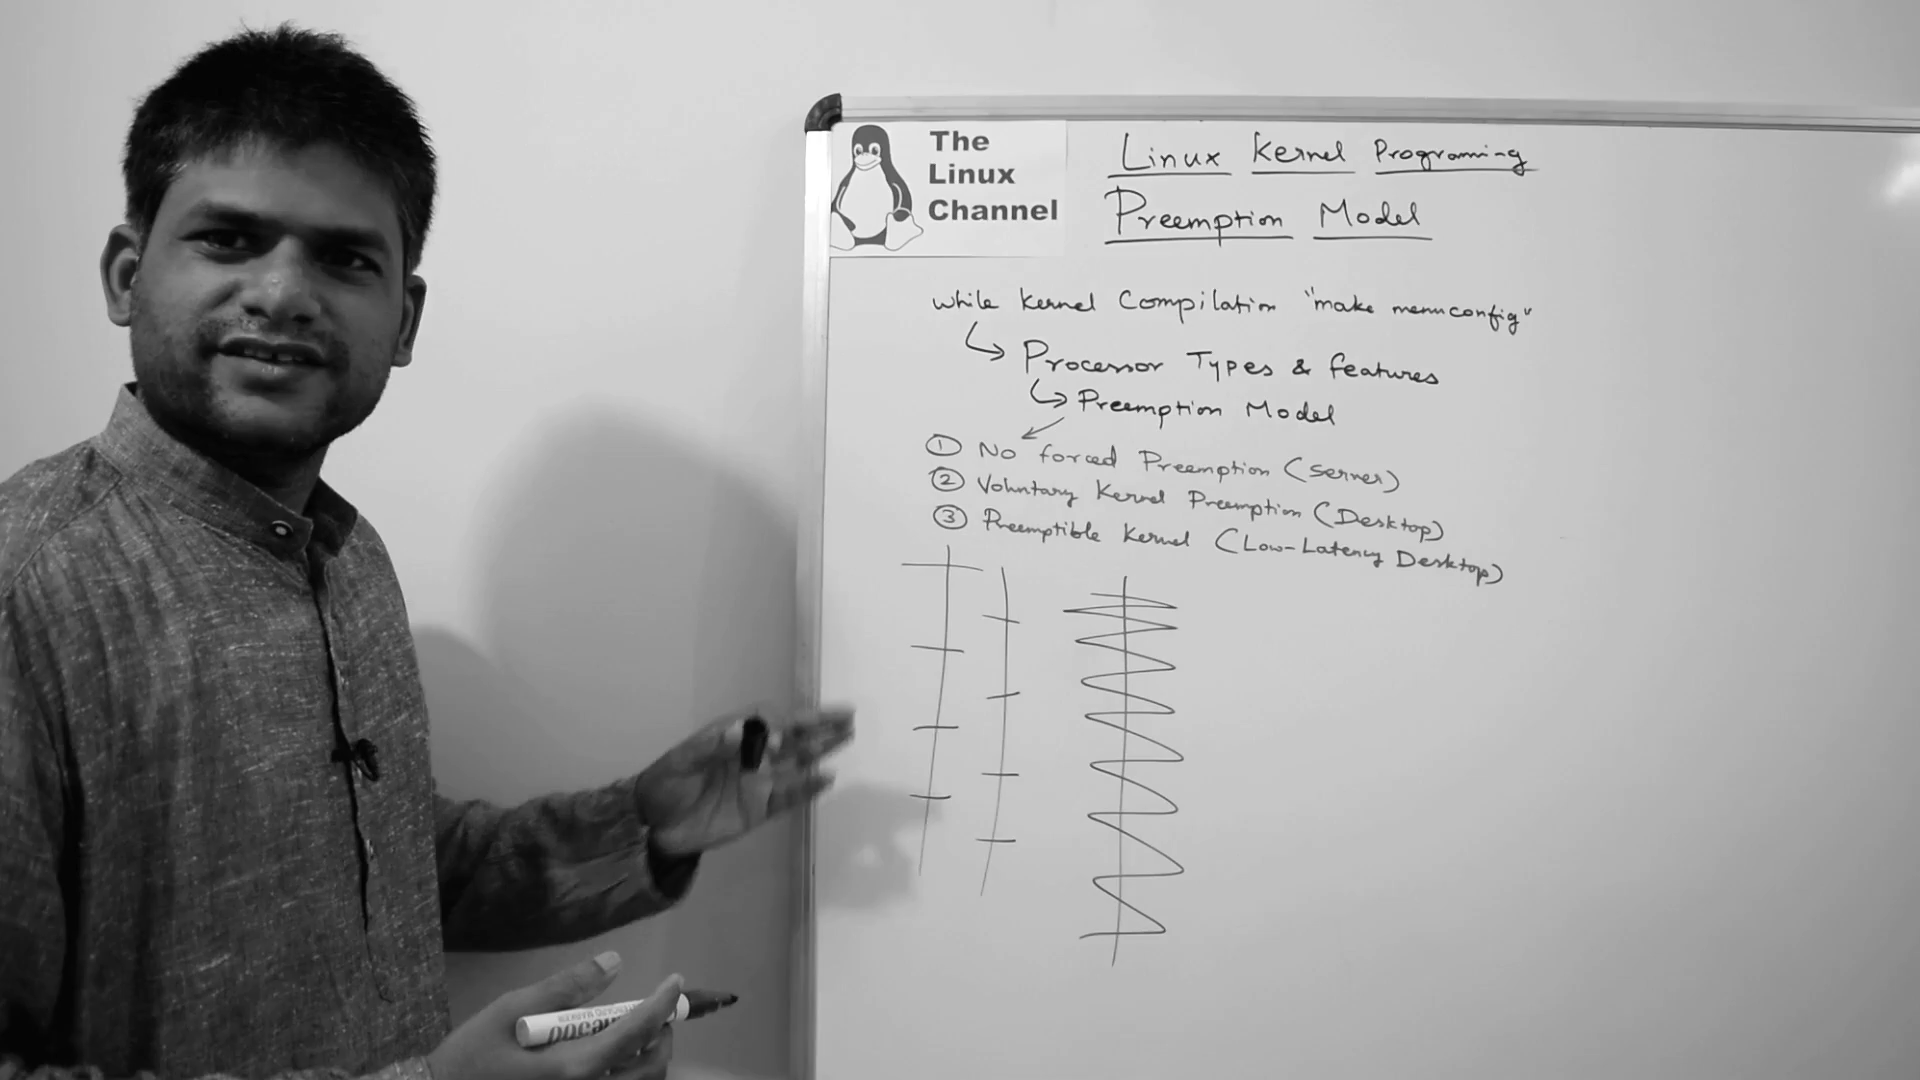 The
Linux
Channel
Linux Kernel Programing
Preemption Model
while Kernel Compilation "make menuconfig"
Processor Types & features
Preemption Model
① No forced Preemption (server)
② Voluntary Kernel Preemption (Desktop)
③ Preemptible Kernel (Low-Latency Desktop)